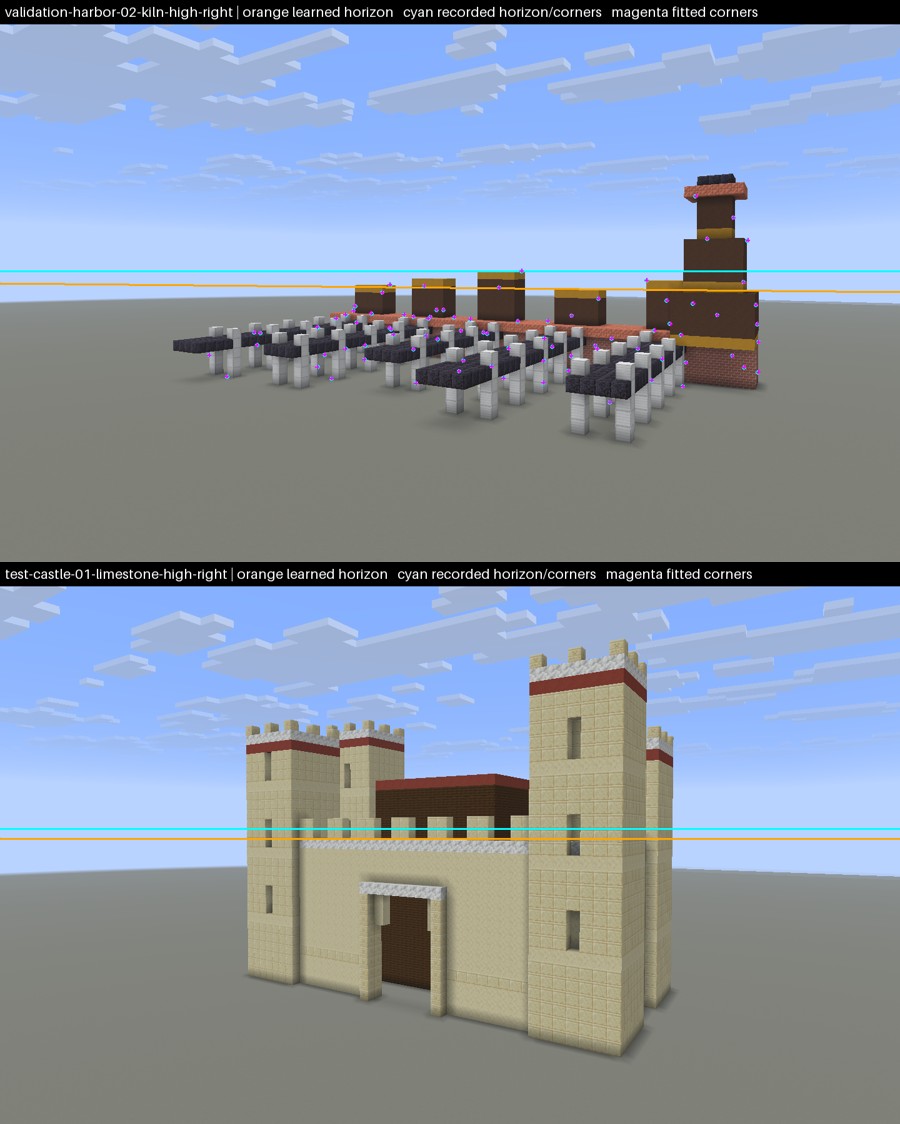 validation-harbor-02-kiln-high-right | orange learned horizon cyan recorded horizon/corners magenta fitted corners
test-castle-01-limestone-high-right | orange learned horizon cyan recorded horizon/corners magenta fitted corners